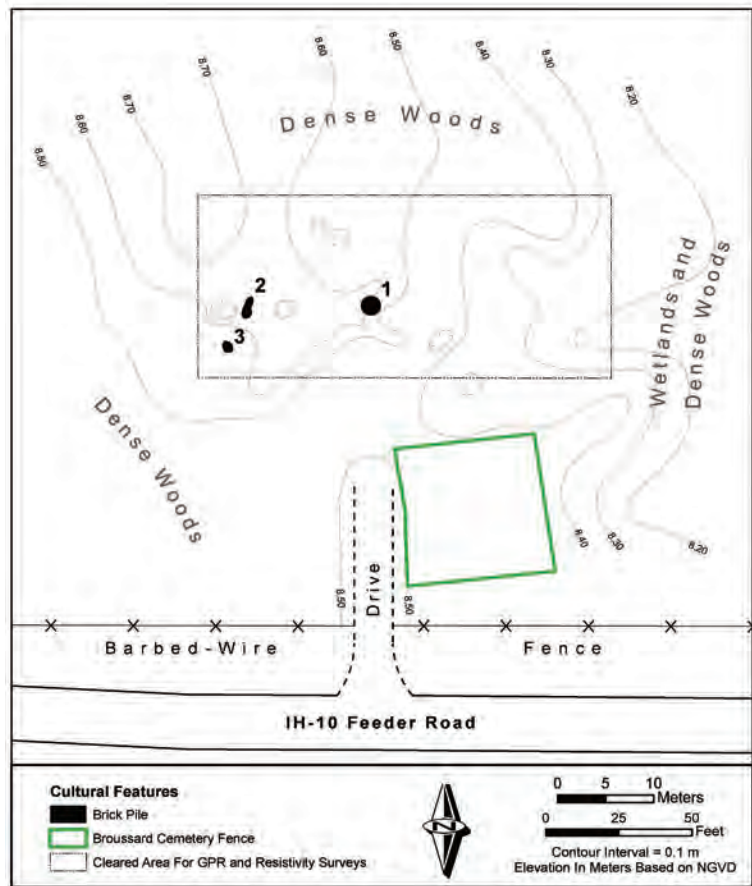 8.60
8.50
8.40
8.30
8.70
8.20
8.70
8.60
8.50
Dense Woods
2
1
3
Wetlands and
Dense Woods
Dense Woods
8.40
8.30
8.20
8.50
Drive
8.50
Barbed-Wire
Fence
IH-10 Feeder Road
Cultural Features
Brick Pile
Broussard Cemetery Fence
Cleared Area For GPR and Resistivity Surveys
N
0 5 10
Meters
0 25 50
Feet
Contour Interval = 0.1 m
Elevation In Meters Based on NGVD